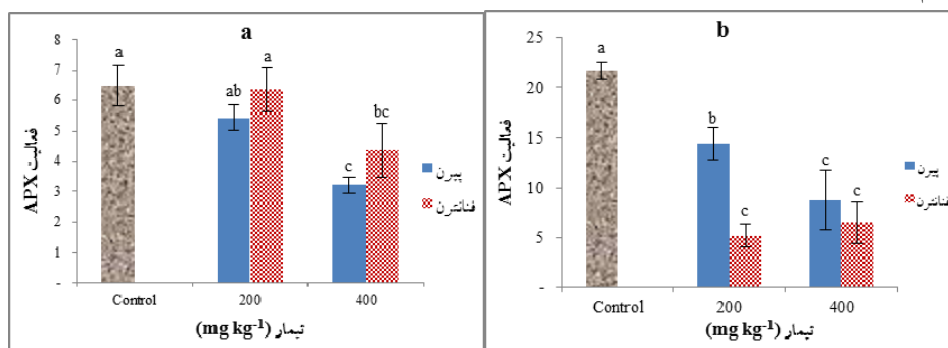 a
فعالیت APX
8
7
6
5
4
3
2
1
-
a
ab
a
c
bc
Control
200
400
تیمار (mg kg⁻¹)
پیرن
فنانترن
b
فعالیت APX
25
20
15
10
5
-
a
b
c
c
c
Control
200
400
تیمار (mg kg⁻¹)
پیرن
فنانترن